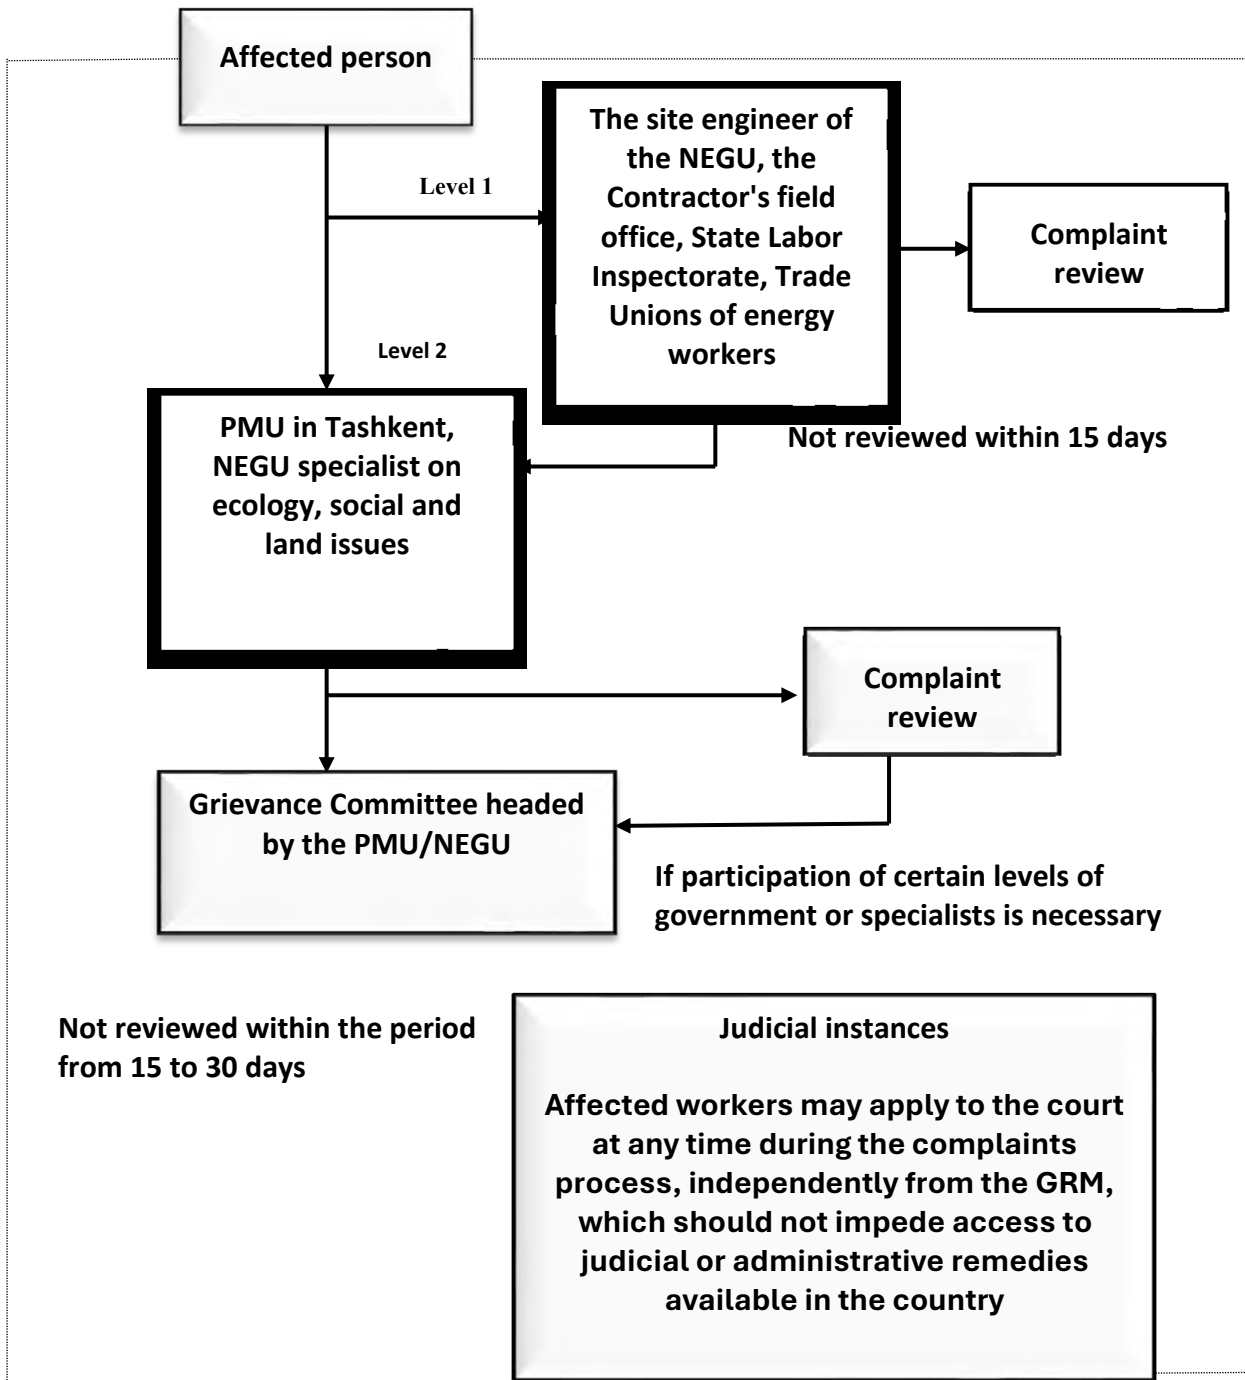 Affected person
Level 1
The site engineer of
the NEGU, the
Contractor's field
office, State Labor
Inspectorate, Trade
Unions of energy
workers
Complaint
review
Level 2
PMU in Tashkent,
NEGU specialist on
ecology, social and
land issues
Not reviewed within 15 days
Complaint
review
Grievance Committee headed
by the PMU/NEGU
If participation of certain levels of
government or specialists is necessary
Not reviewed within the period
from 15 to 30 days
Judicial instances
Affected workers may apply to the court
at any time during the complaints
process, independently from the GRM,
which should not impede access to
judicial or administrative remedies
available in the country